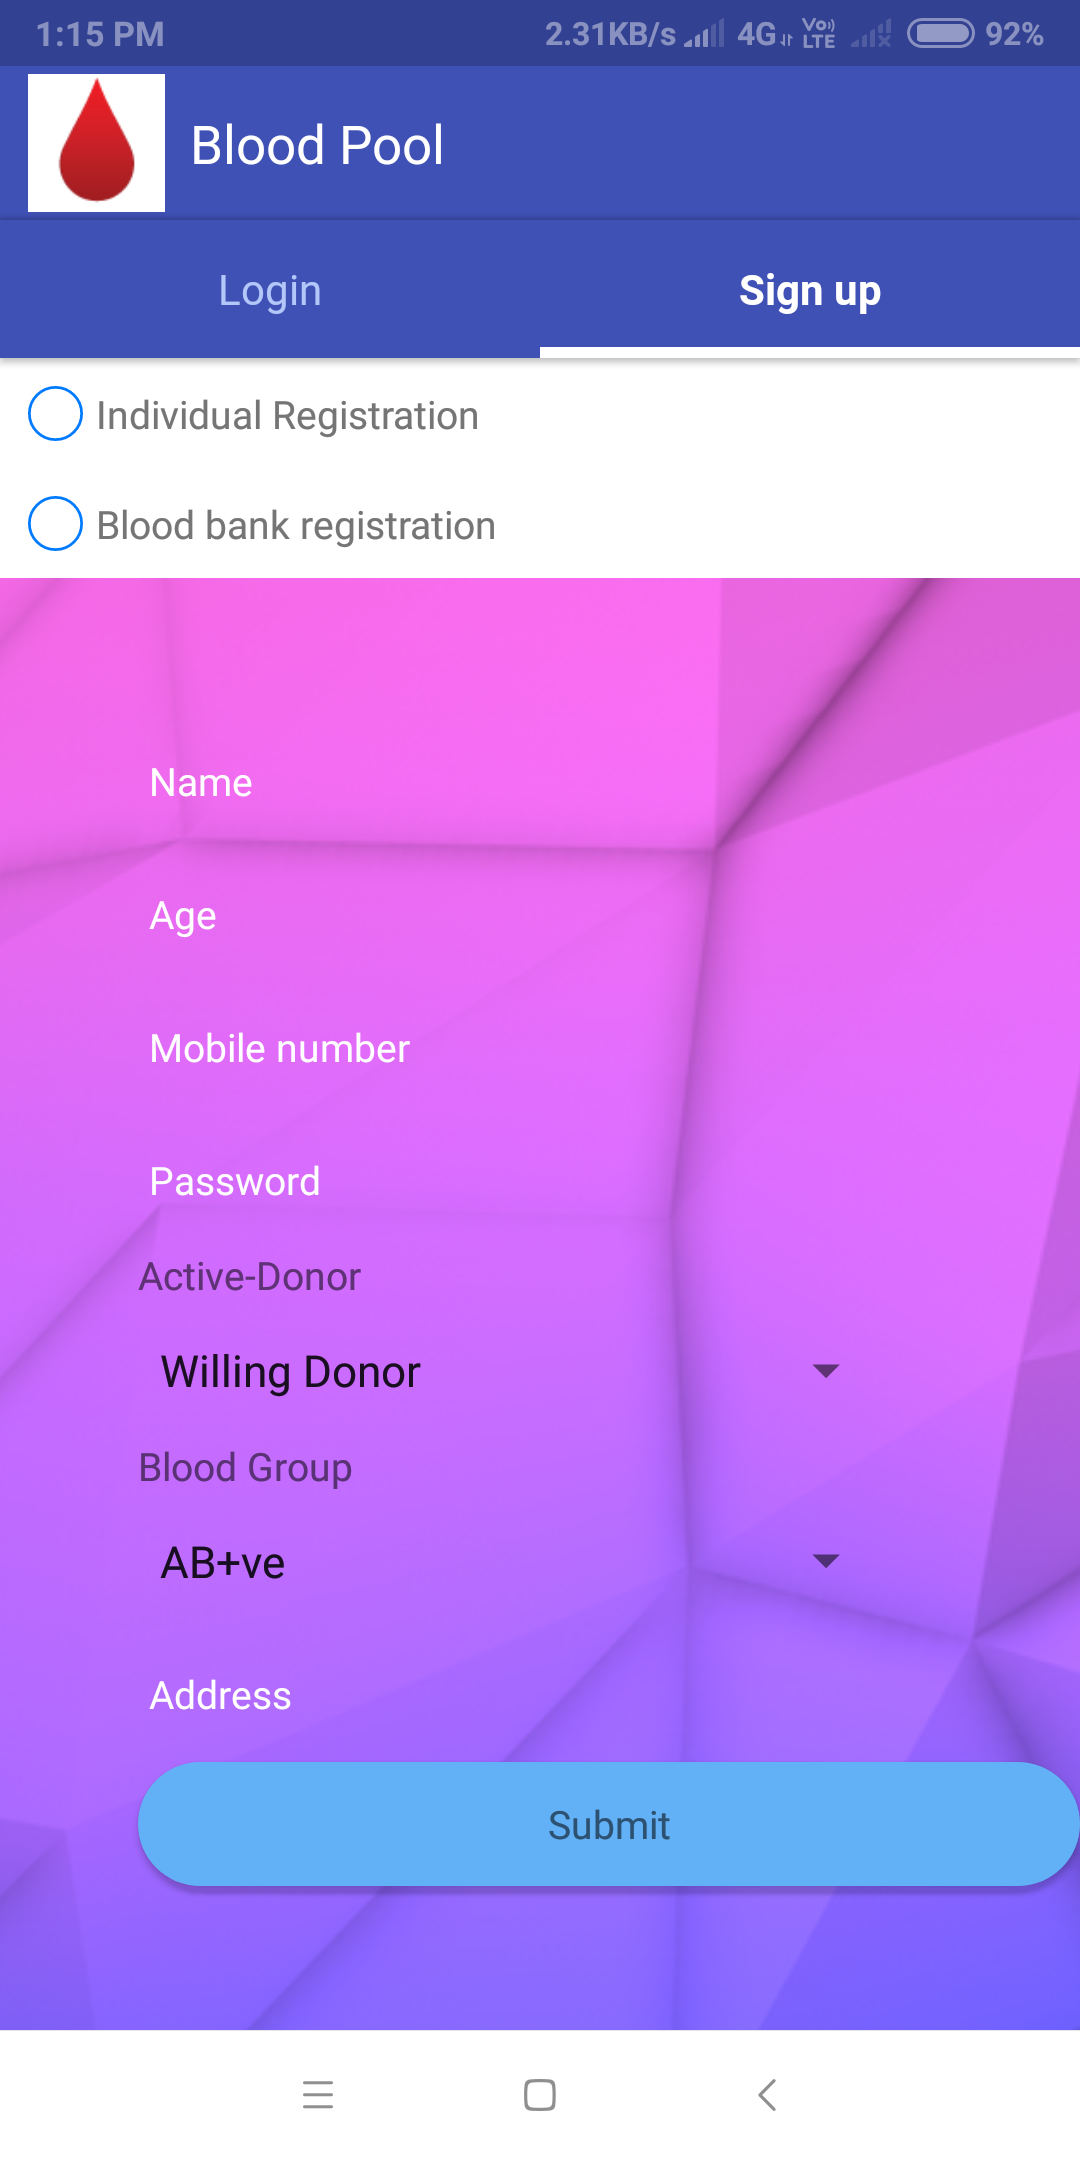 1:15 PM 2.31KB/s 4G Vo) LTE 92%
Blood Pool
Login Sign up
Individual Registration
Blood bank registration
Name
Age
Mobile number
Password
Active-Donor
Willing Donor
Blood Group
AB+ve
Address
Submit